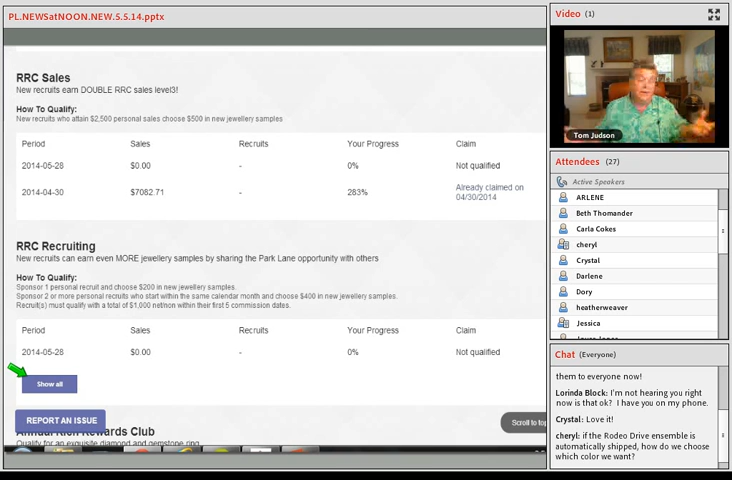 PL.NEWSatNOON.NEW.5.5.14.pptx
RRC Sales
New recruits earn DOUBLE RRC sales level3!
How To Qualify:
New recruits who attain $2,500 personal sales choose $500 in new jewellery samples
Period Sales Recruits Your Progress Claim
2014-05-28 $0.00 - 0% Not qualified
2014-04-30 $7082.71 - 283% Already claimed on
04/30/2014
RRC Recruiting
New recruits can earn even MORE jewellery samples by sharing the Park Lane opportunity with others
How To Qualify:
Sponsor 1 personal recruit and choose $200 in new jewellery samples.
Sponsor 2 or more personal recruits who start within the same calendar month and choose $400 in new jewellery samples.
Recruit(s) must qualify with a total of $1,000 net/non within their first 5 commission dates.
Period Sales Recruits Your Progress Claim
2014-05-28 $0.00 - 0% Not qualified
Show all
REPORT AN ISSUE
Scroll to top
Rewards Club
Qualify for an exquisite diamond and gemstone ring
Video (1)
Tom Judson
Attendees (27)
Active Speakers
ARLENE
Beth Thomander
Carla Cokes
cheryl
Crystal
Darlene
Dory
heatherweaver
Jessica
Chat (Everyone)
them to everyone now!
Lorinda Block: I'm not hearing you right
now is that ok? I have you on my phone.
Crystal: Love it!
cheryl: if the Rodeo Drive ensemble is
automatically shipped, how do we choose
which color we want?